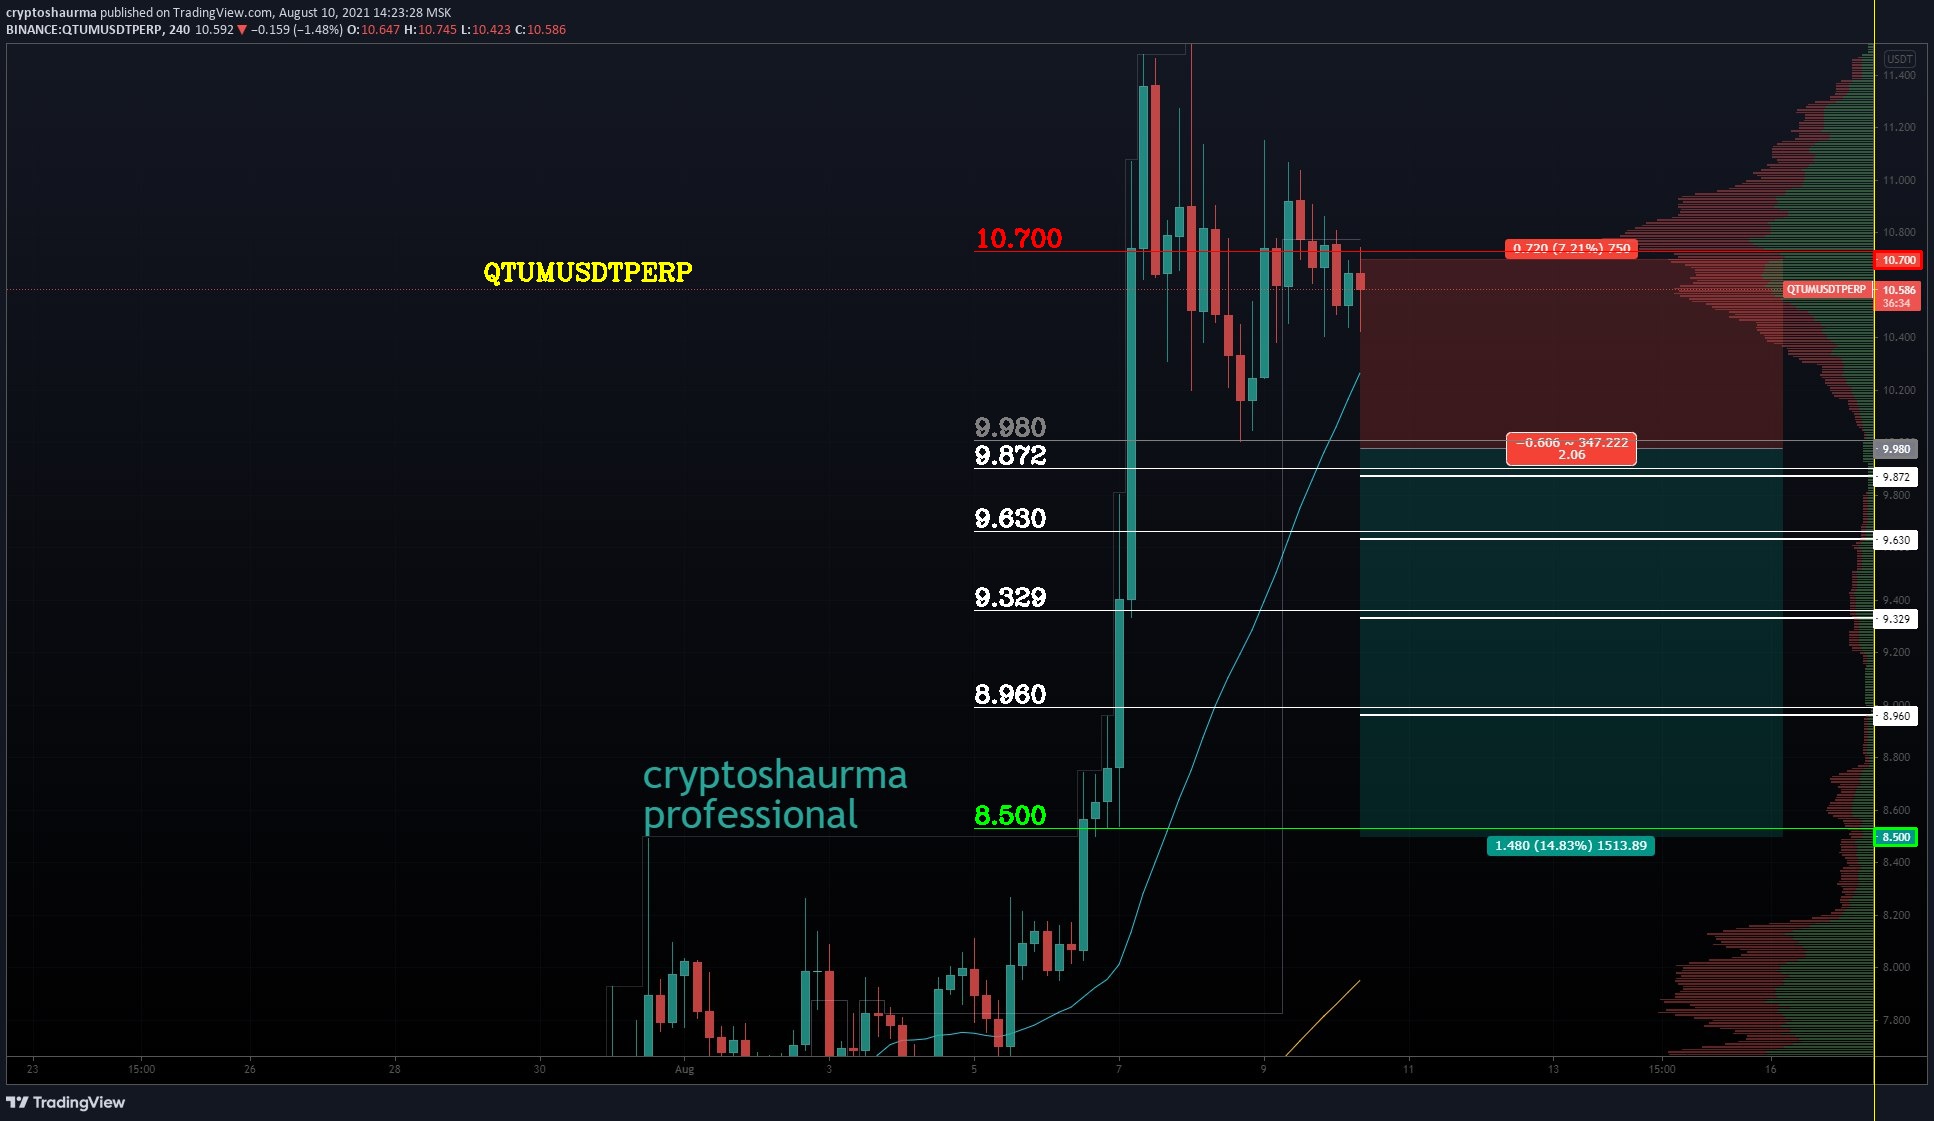 cryptoshaurma published on TradingView.com, August 10, 2021 14:23:28 MSK
BINANCE:QTUMUSDTPERP, 240 10.592 ▼ −0.159 (−1.48%) O:10.647 H:10.745 L:10.423 C:10.586
USDT
11.400
11.200
11.000
10.800
10.700
0.720 (7.21%) 750
10.700
QTUMUSDTPERP
QTUMUSDTPERP
10.586
36:34
10.400
10.200
9.980
−0.606 ~ 347.222
2.06
9.980
9.872
9.872
9.800
9.630
9.630
9.400
9.329
9.329
9.200
8.960
8.960
8.800
cryptoshaurma
professional
8.600
8.500
8.500
1.480 (14.83%) 1513.89
8.400
8.200
8.000
7.800
23 15:00 26 28 30 Aug 3 5 7 9 11 13 15:00 16
TradingView